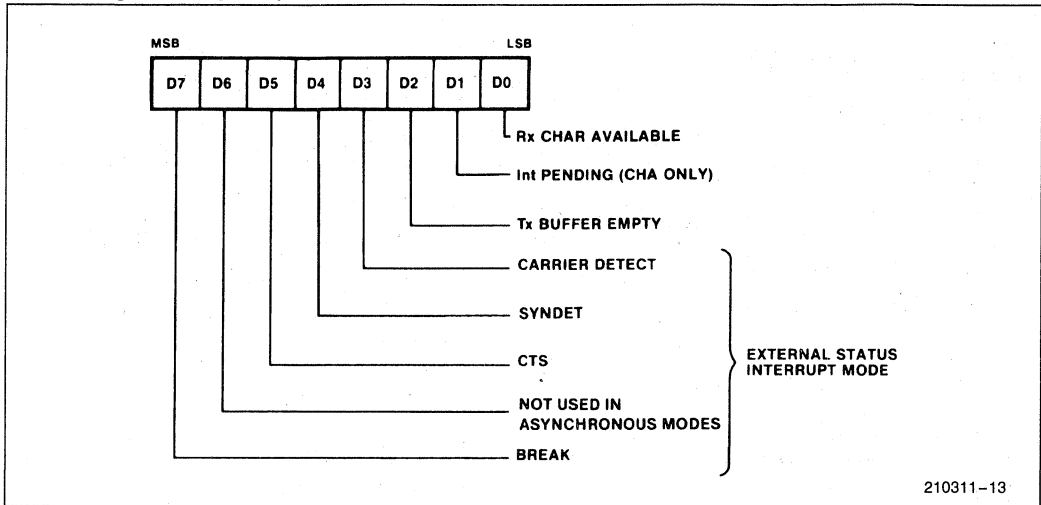 MSB LSB
D7 D6 D5 D4 D3 D2 D1 D0
Rx CHAR AVAILABLE
Int PENDING (CHA ONLY)
Tx BUFFER EMPTY
CARRIER DETECT
SYNDET
CTS
NOT USED IN
ASYNCHRONOUS MODES
BREAK
EXTERNAL STATUS
INTERRUPT MODE
210311–13